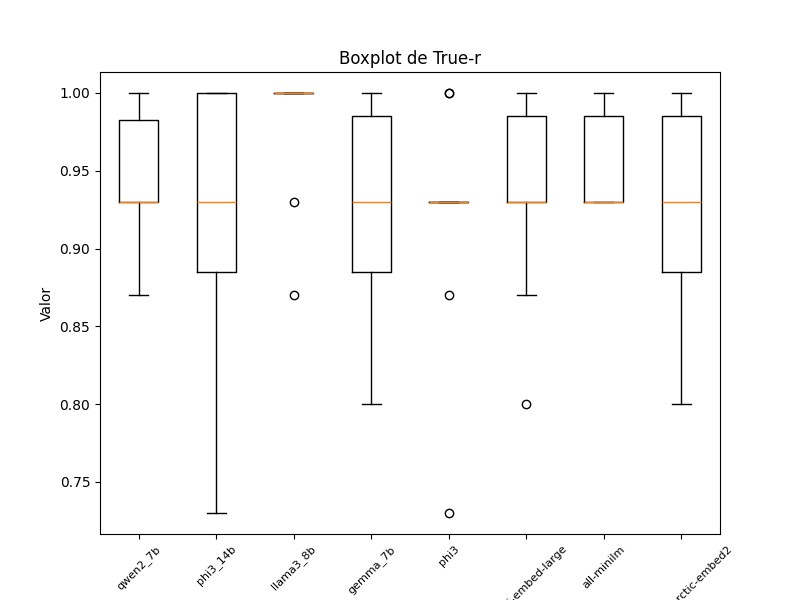 Boxplot de True-r
1.00
0.95
0.90
0.85
0.80
0.75
Valor
qwen2_7b
phi3_14b
llama3_8b
gemma_7b
phi3
-embed-large
all-minilm
rctic-embed2